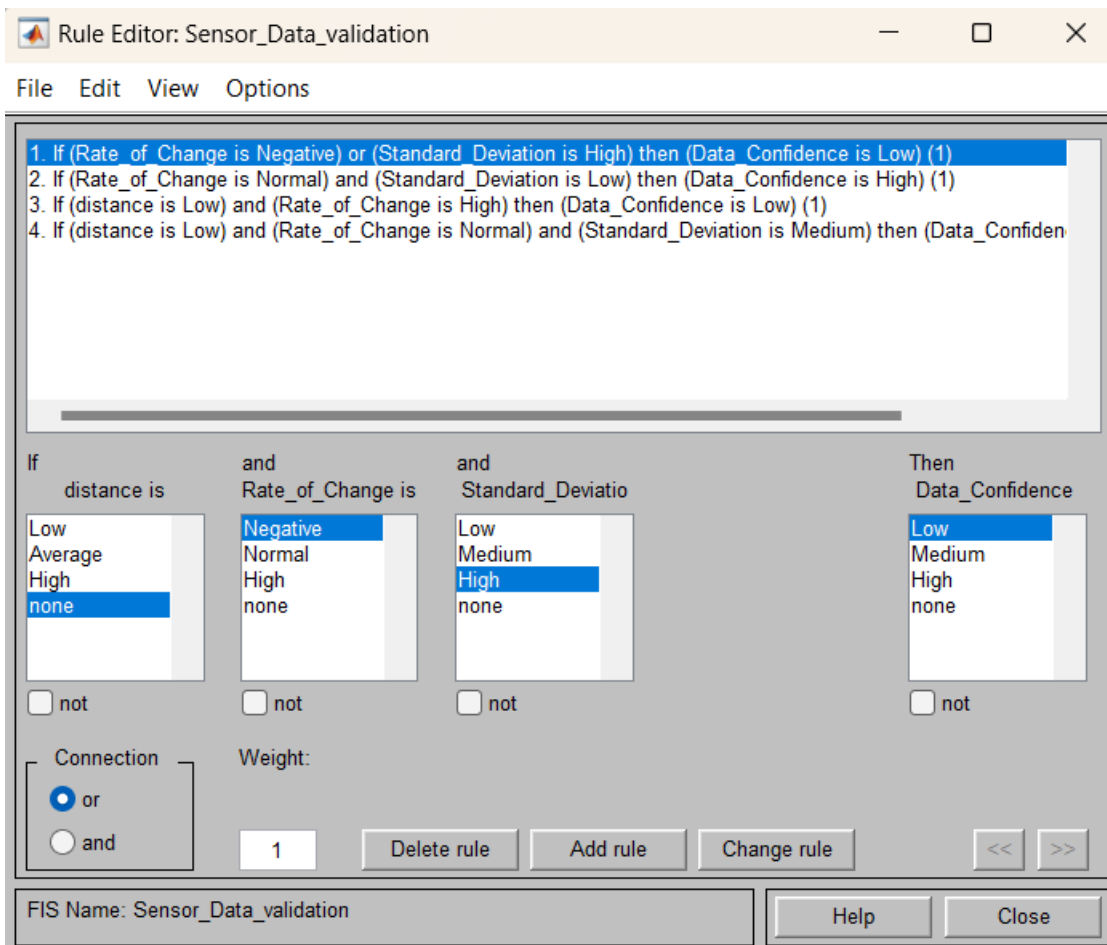 Rule Editor: Sensor_Data_validation
File Edit View Options
1. If (Rate_of_Change is Negative) or (Standard_Deviation is High) then (Data_Confidence is Low) (1)
2. If (Rate_of_Change is Normal) and (Standard_Deviation is Low) then (Data_Confidence is High) (1)
3. If (distance is Low) and (Rate_of_Change is High) then (Data_Confidence is Low) (1)
4. If (distance is Low) and (Rate_of_Change is Normal) and (Standard_Deviation is Medium) then (Data_Confiden
If and and Then
distance is Rate_of_Change is Standard_Deviatio Data_Confidence
Low Negative Low Low
Average Normal Medium Medium
High High High High
none none none none
not not not not
Connection Weight:
or
and 1 Delete rule Add rule Change rule << >>
FIS Name: Sensor_Data_validation Help Close